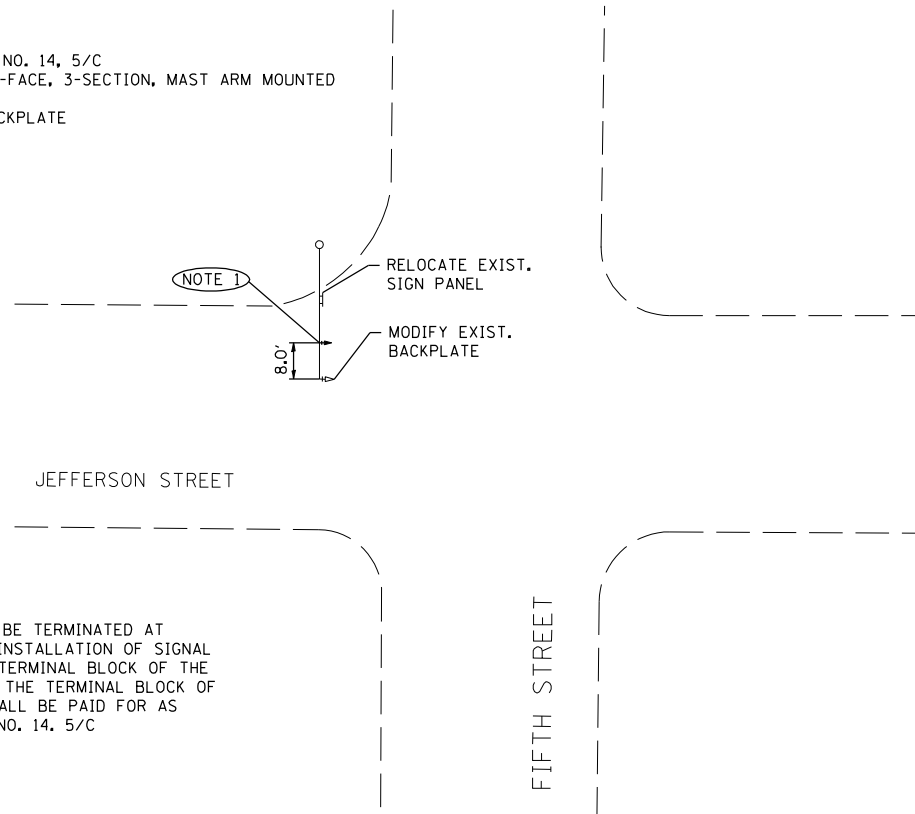 NO. 14, 5/C
-FACE, 3-SECTION, MAST ARM MOUNTED
CKPLATE
RELOCATE EXIST.
SIGN PANEL
NOTE 1
MODIFY EXIST.
BACKPLATE
8.0'
JEFFERSON STREET
BE TERMINATED AT
INSTALLATION OF SIGNAL
TERMINAL BLOCK OF THE
THE TERMINAL BLOCK OF
ALL BE PAID FOR AS
NO. 14. 5/C
FIFTH STREET